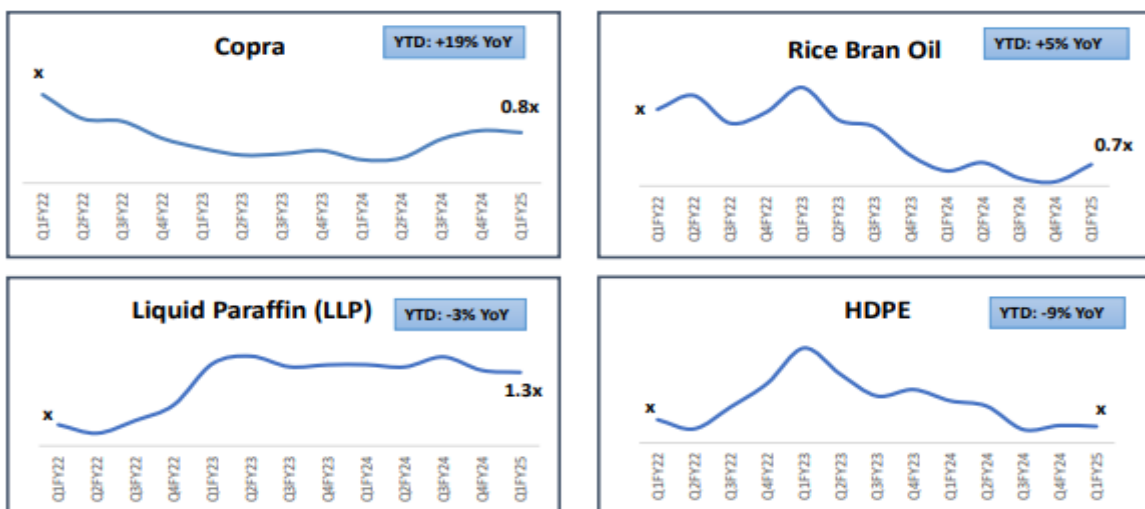 Copra
YTD: +19% YoY
x
0.8x
Q1FY22
Q2FY22
Q3FY22
Q4FY22
Q1FY23
Q2FY23
Q3FY23
Q4FY23
Q1FY24
Q2FY24
Q3FY24
Q4FY24
Q1FY25
Rice Bran Oil
YTD: +5% YoY
x
0.7x
Q1FY22
Q2FY22
Q3FY22
Q4FY22
Q1FY23
Q2FY23
Q3FY23
Q4FY23
Q1FY24
Q2FY24
Q3FY24
Q4FY24
Q1FY25
Liquid Paraffin (LLP)
YTD: -3% YoY
x
1.3x
Q1FY22
Q2FY22
Q3FY22
Q4FY22
Q1FY23
Q2FY23
Q3FY23
Q4FY23
Q1FY24
Q2FY24
Q3FY24
Q4FY24
Q1FY25
HDPE
YTD: -9% YoY
x
x
Q1FY22
Q2FY22
Q3FY22
Q4FY22
Q1FY23
Q2FY23
Q3FY23
Q4FY23
Q1FY24
Q2FY24
Q3FY24
Q4FY24
Q1FY25